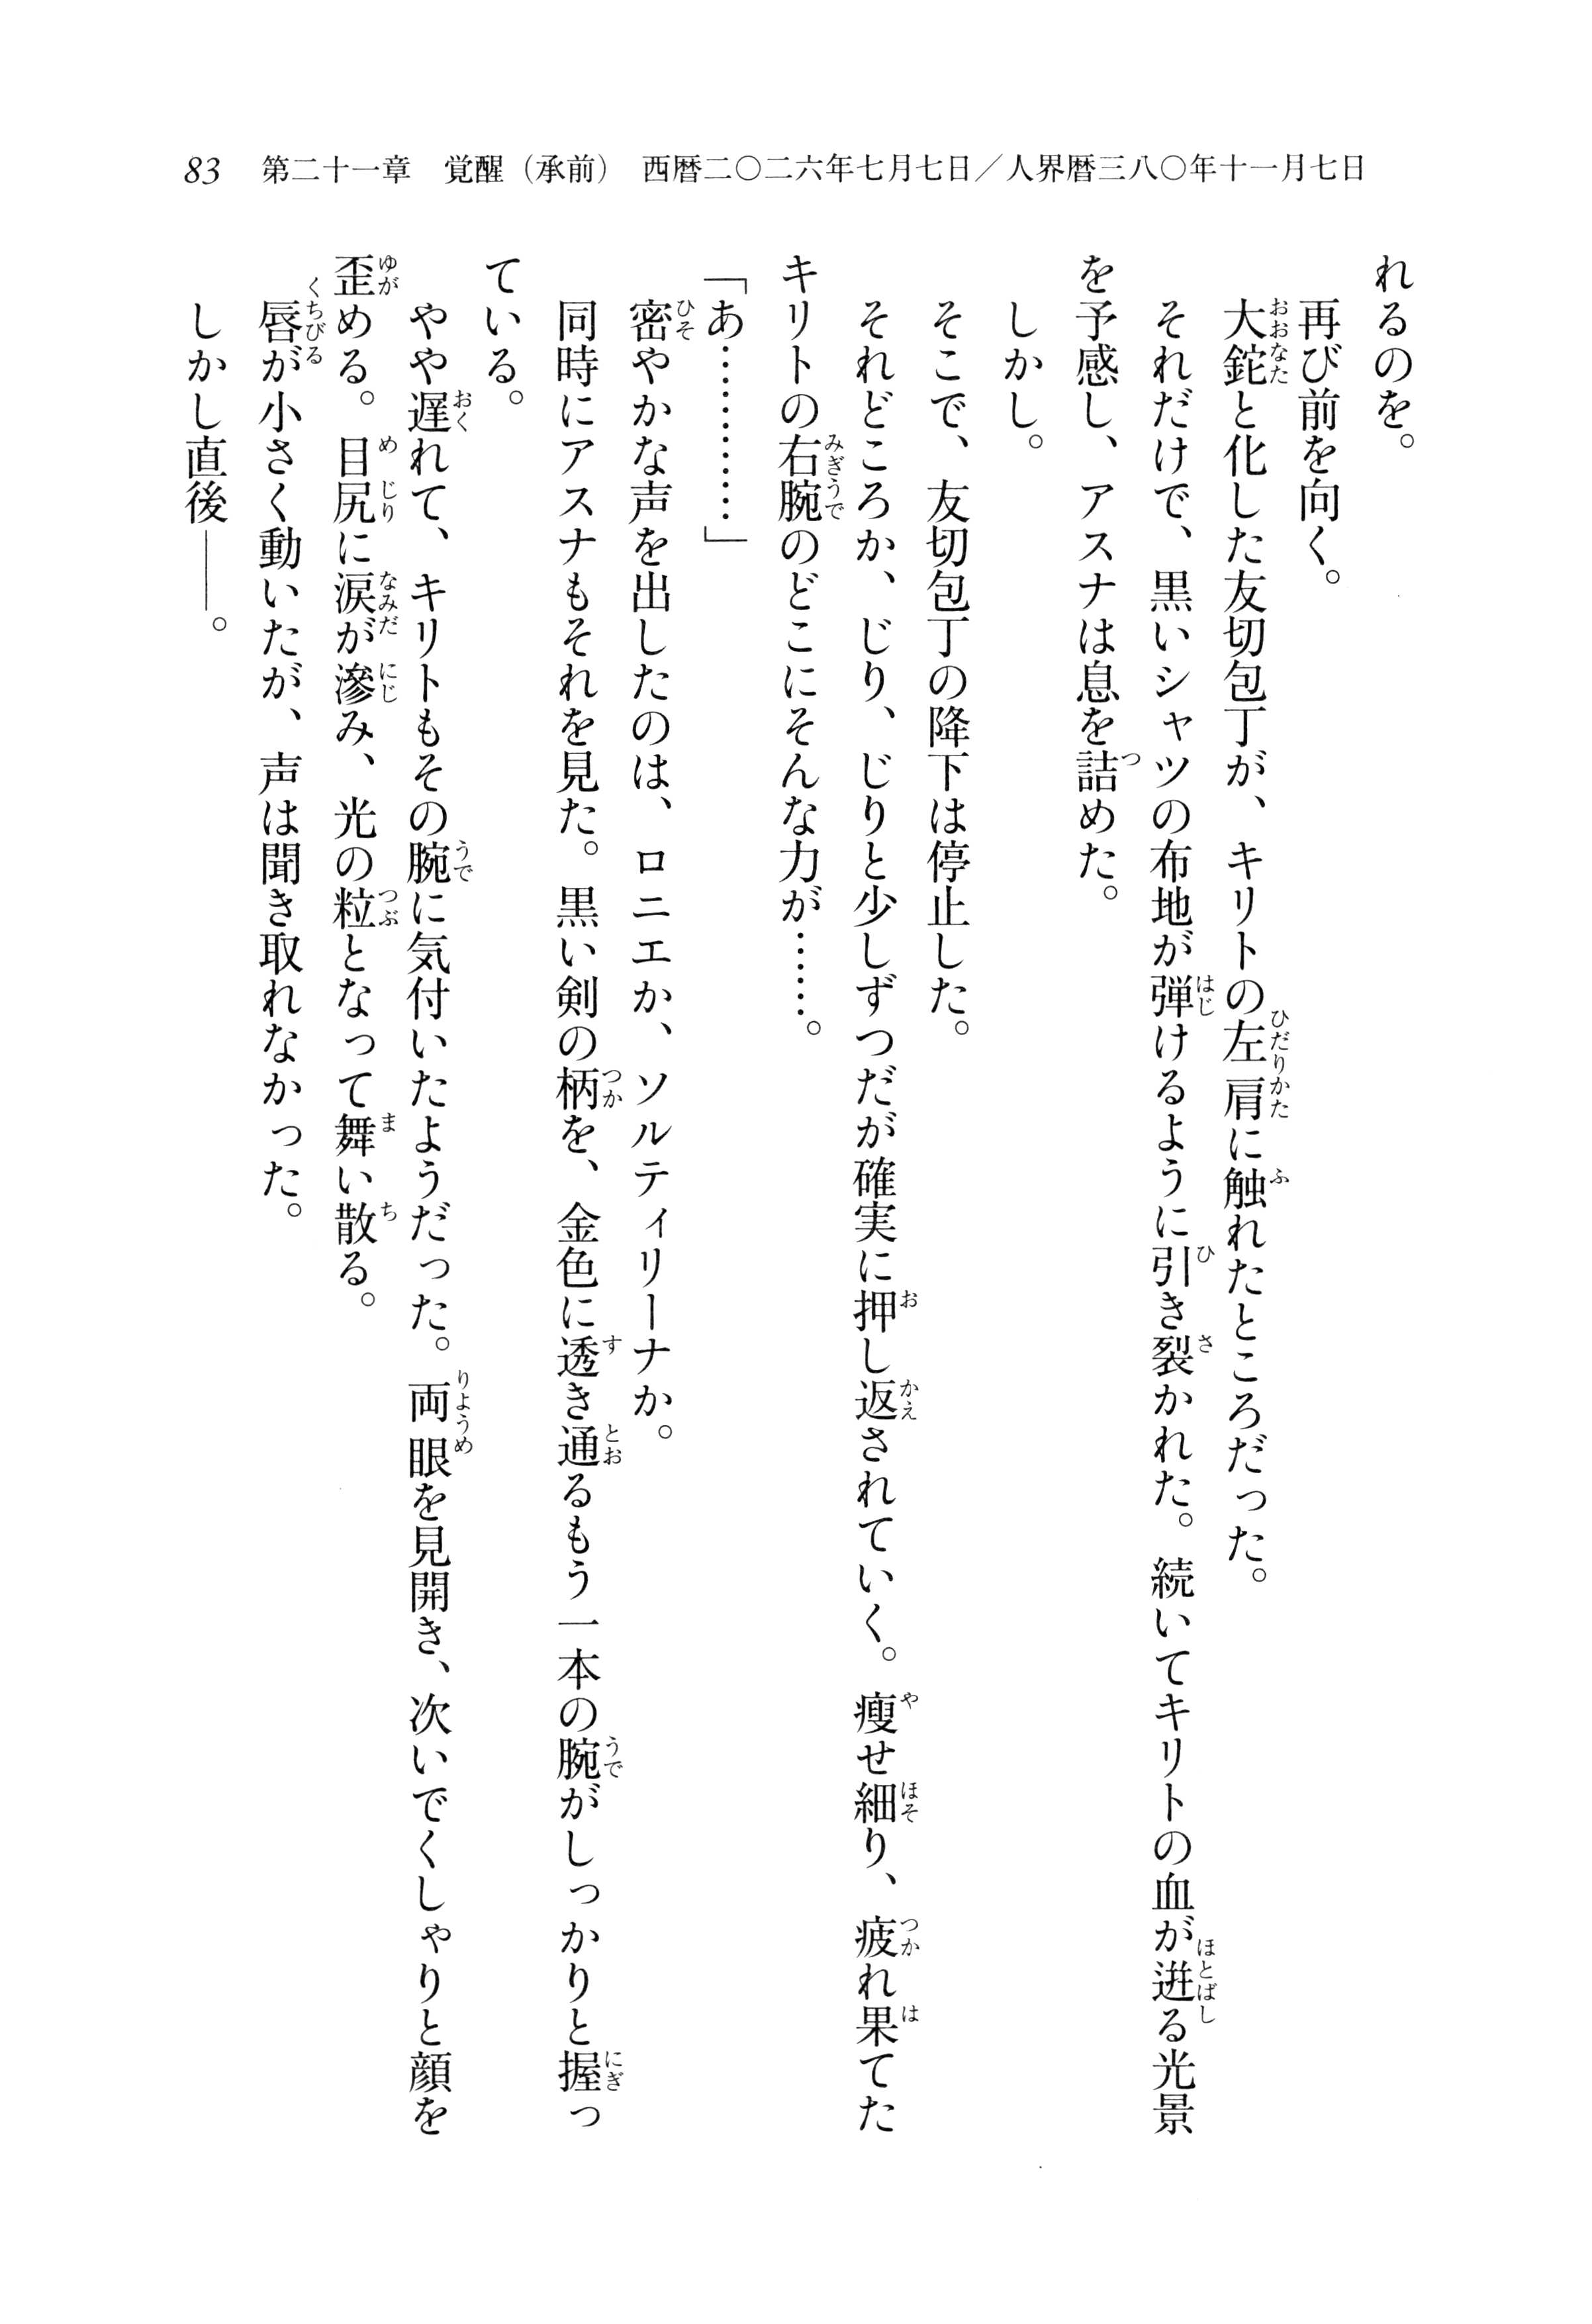 83　第二十一章　覚醒（承前）　西暦二〇二六年七月七日／人界暦三八〇年十一月七日
れるのを。
　再び前を向く。
　大鉈と化した友切包丁が、キリトの左肩に触れたところだった。
　それだけで、黒いシャツの布地が弾けるように引き裂かれた。続いてキリトの血が迸る光景
を予感し、アスナは息を詰めた。
　しかし。
　そこで、友切包丁の降下は停止した。
　それどころか、じり、じりと少しずつだが確実に押し返されていく。痩せ細り、疲れ果てた
キリトの右腕のどこにそんな力が……。
「あ…………」
　密やかな声を出したのは、ロニエか、ソルティリーナか。
　同時にアスナもそれを見た。黒い剣の柄を、金色に透き通るもう一本の腕がしっかりと握っ
ている。
　やや遅れて、キリトもその腕に気付いたようだった。両眼を見開き、次いでくしゃりと顔を
歪める。目尻に涙が滲み、光の粒となって舞い散る。
　唇が小さく動いたが、声は聞き取れなかった。
　しかし直後――。